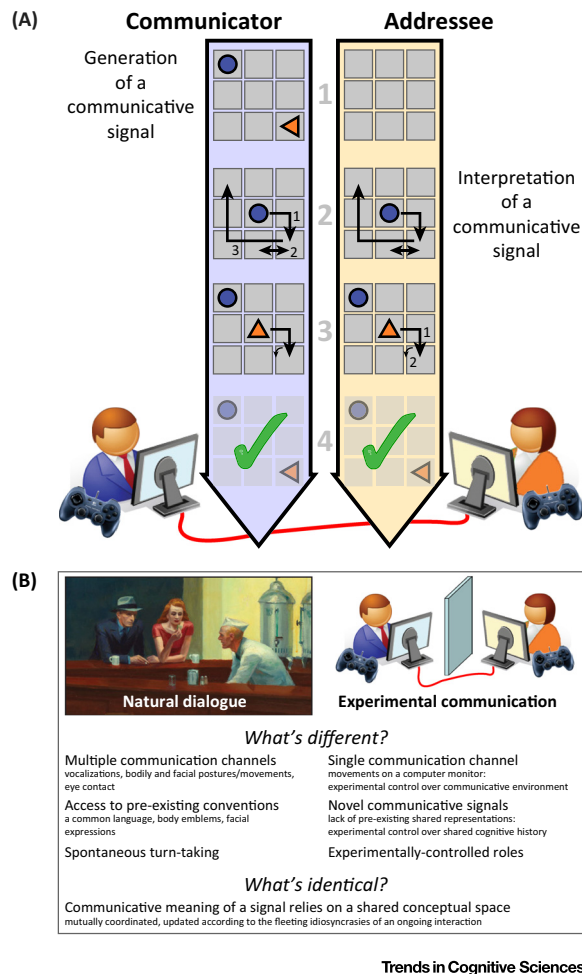 (A)
Communicator
Addressee
Generation
of a
communicative
signal
1
Interpretation
of a
communicative
signal
2
1
2
3
3
1
2
4
(B)
Natural dialogue
Experimental communication
What's different?
Multiple communication channels
vocalizations, bodily and facial postures/movements,
eye contact
Single communication channel
movements on a computer monitor:
experimental control over communicative environment
Access to pre-existing conventions
a common language, body emblems, facial
expressions
Novel communicative signals
lack of pre-existing shared representations:
experimental control over shared cognitive history
Spontaneous turn-taking
Experimentally-controlled roles
What's identical?
Communicative meaning of a signal relies on a shared conceptual space
mutually coordinated, updated according to the fleeting idiosyncrasies of an ongoing interaction
Trends in Cognitive Sciences